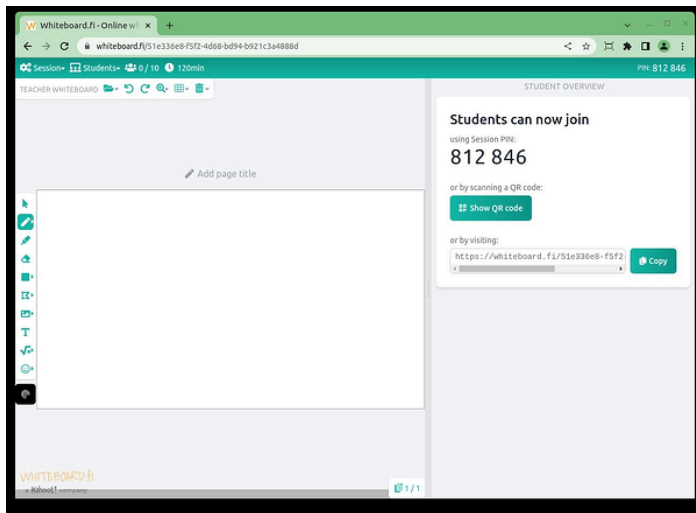 Whiteboard.fi - Online wh
whiteboard.fi/51e336e8-f5f2-4d68-bd94-b921c3a4888d
Session Students 0 / 10 120min PIN: 812 846
TEACHER WHITEBOARD
STUDENT OVERVIEW
Students can now join
using Session PIN:
812 846
or by scanning a QR code:
Show QR code
or by visiting:
https://whiteboard.fi/51e336e8-f5f2
Copy
Add page title
T
WHITEBOARD.fi
a Kahoot! company
1 / 1